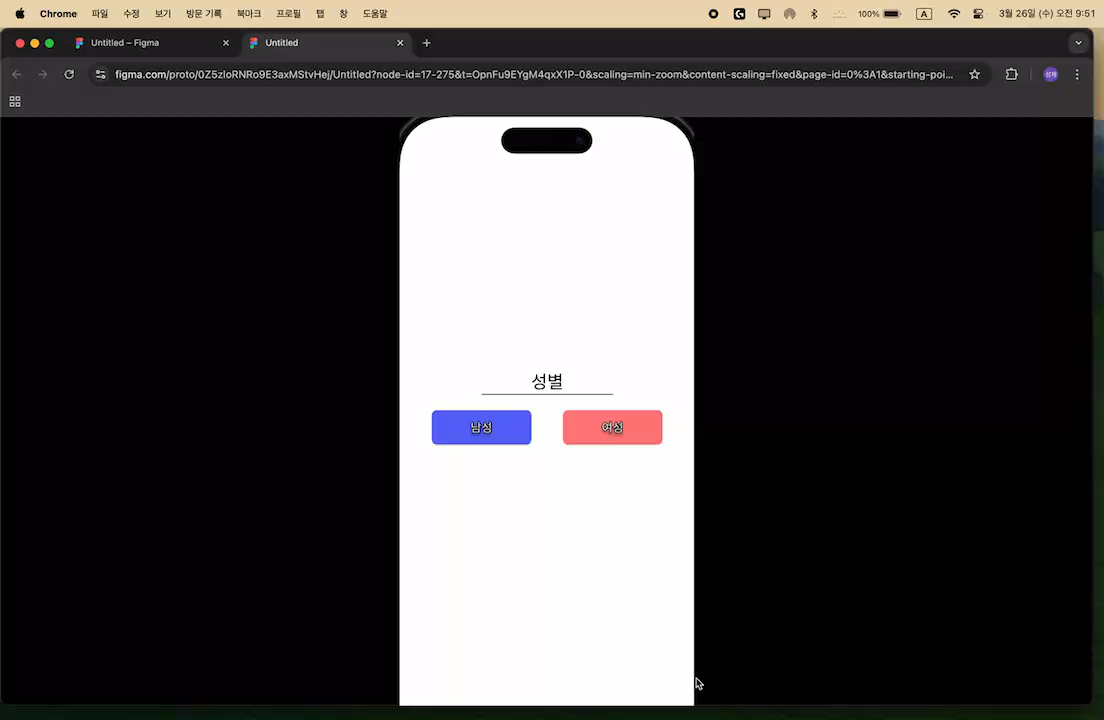 Chrome 파일 수정 보기 방문 기록 북마크 프로필 탭 창 도움말 100% A 3월 26일 (수) 오전 9:51
Untitled – Figma Untitled
figma.com/proto/0Z5zIoRNRo9E3axMStvHej/Untitled?node-id=17-275&t=OpnFu9EYgM4qxX1P-0&scaling=min-zoom&content-scaling=fixed&page-id=0%3A1&starting-poi...
성별
남성 여성